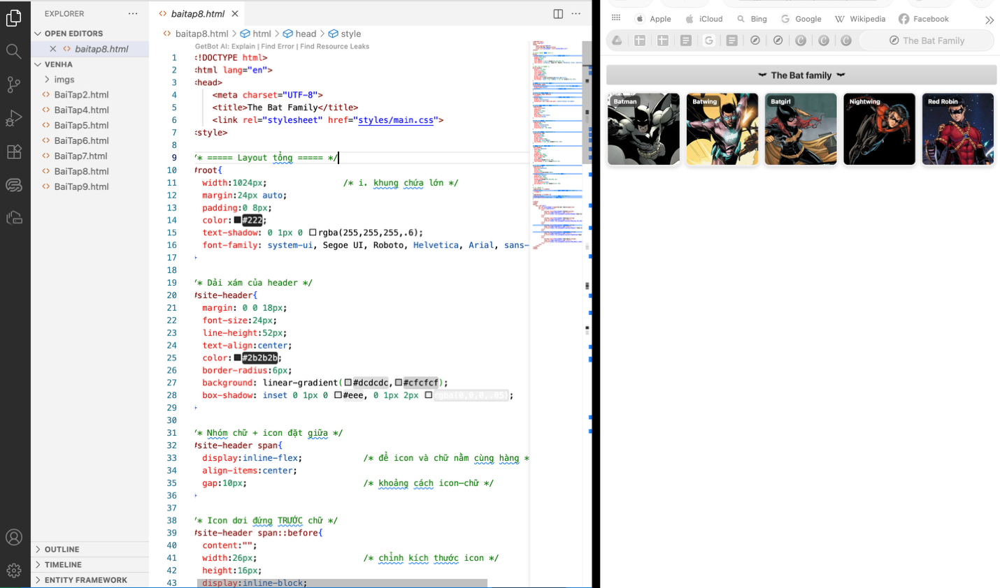 EXPLORER
OPEN EDITORS
baitap8.html
VENHA
imgs
BaiTap2.html
BaiTap4.html
BaiTap5.html
BaiTap6.html
BaiTap7.html
BaiTap8.html
BaiTap9.html
OUTLINE
TIMELINE
ENTITY FRAMEWORK
baitap8.html
baitap8.html > html > head > style
GetBot AI: Explain | Find Error | Find Resource Leaks
1 <!DOCTYPE html>
2 <html lang="en">
3 <head>
4 <meta charset="UTF-8">
5 <title>The Bat Family</title>
6 <link rel="stylesheet" href="styles/main.css">
7 <style>
8
9 /* ===== Layout tổng ===== */
10 #root{
11 width:1024px; /* i. khung chứa lớn */
12 margin:24px auto;
13 padding:0 8px;
14 color:#222;
15 text-shadow: 0 1px 0 rgba(255,255,255,.6);
16 font-family: system-ui, Segoe UI, Roboto, Helvetica, Arial, sans-
17 }
18
19 /* Dải xám của header */
20 #site-header{
21 margin: 0 0 18px;
22 font-size:24px;
23 line-height:52px;
24 text-align:center;
25 color:#2b2b2b;
26 border-radius:6px;
27 background: linear-gradient(#dcdcdc,#cfcfcf);
28 box-shadow: inset 0 1px 0 #eee, 0 1px 2px rgba(0,0,0,.05);
29 }
30
31 /* Nhóm chữ + icon đặt giữa */
32 #site-header span{
33 display:inline-flex; /* để icon và chữ nằm cùng hàng *
34 align-items:center;
35 gap:10px; /* khoảng cách icon–chữ */
36 }
37
38 /* Icon dơi đứng TRƯỚC chữ */
39 #site-header span::before{
40 content:"";
41 width:26px; /* chỉnh kích thước icon */
42 height:16px;
43 display:inline-block;
Apple iCloud Bing Google Wikipedia Facebook
The Bat Family
The Bat family
Batman Batwing Batgirl Nightwing Red Robin